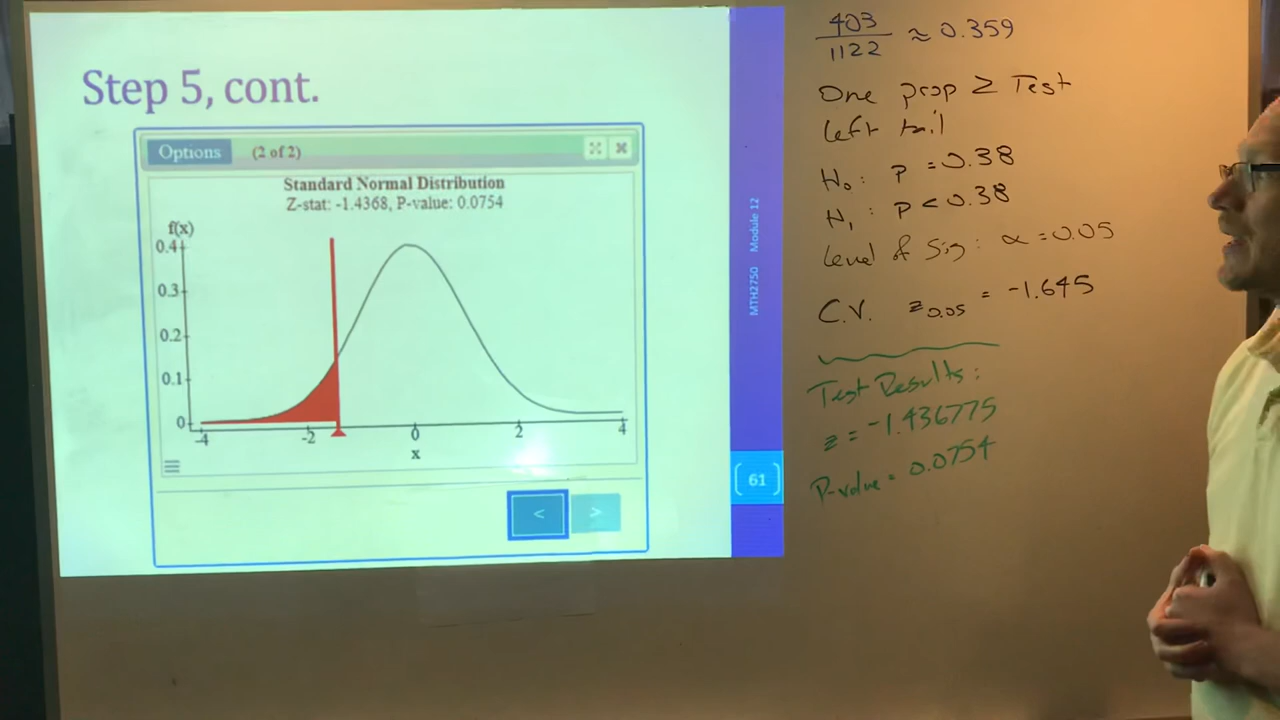 Step 5, cont.
Options (2 of 2)
Standard Normal Distribution
Z-stat: -1.4368, P-value: 0.0754
f(x)
0.4
0.3
0.2
0.1
0
-4 -2 0 2 4
x
< >
MTH2750 Module 12
61
403
1122 ≈ 0.359
One prop Z Test
Left tail
H₀: P = 0.38
H₁: P < 0.38
Level of Sig: α = 0.05
C.V. z0.05 = -1.645
Test Results:
z = -1.436775
P-value = 0.0754